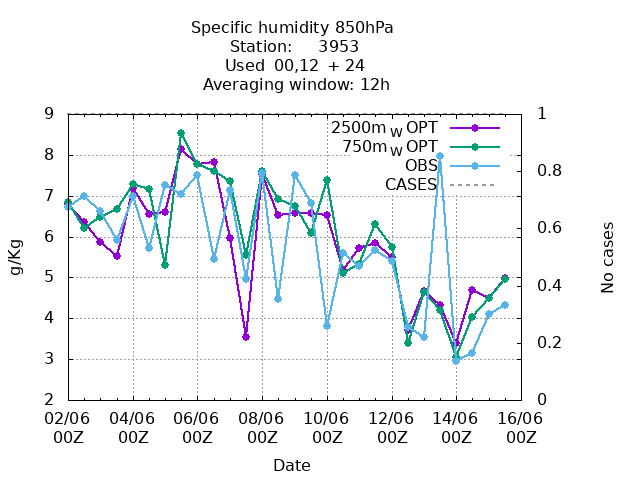 Specific humidity 850hPa
Station: 3953
Used 00,12 + 24
Averaging window: 12h
9
8
7
6
5
4
3
2
g/Kg
1
0.8
0.6
0.4
0.2
0
No cases
2500m W OPT
750m W OPT
OBS
CASES
02/06 04/06 06/06 08/06 10/06 12/06 14/06 16/06
00Z 00Z 00Z 00Z 00Z 00Z 00Z 00Z
Date